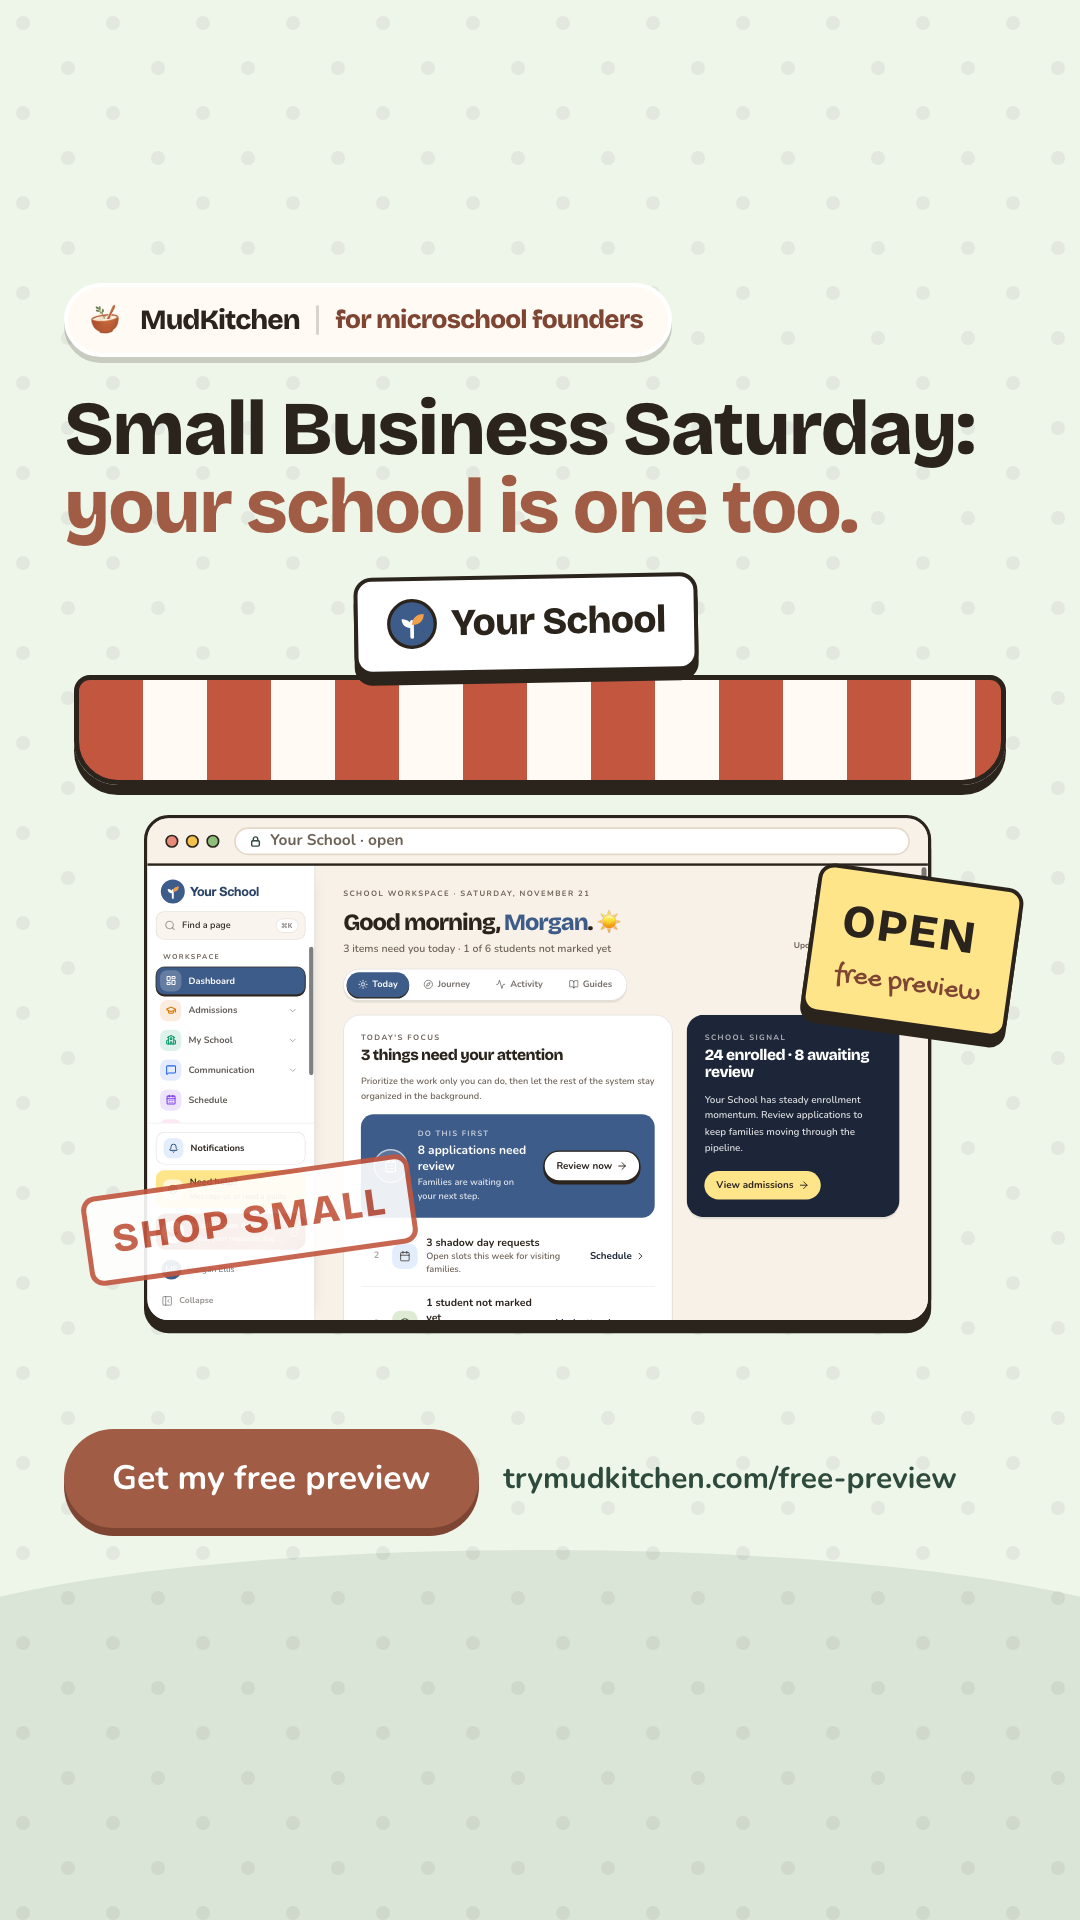 MudKitchen
for microschool founders
Small Business Saturday:
your school is one too.
Your School
Your School · open
Your School
Find a page
⌘K
WORKSPACE
Dashboard
Admissions
My School
Communication
Schedule
Notifications
Collapse
SCHOOL WORKSPACE · SATURDAY, NOVEMBER 21
Good morning, Morgan.
3 items need you today · 1 of 6 students not marked yet
Today
Journey
Activity
Guides
TODAY'S FOCUS
3 things need your attention
Prioritize the work only you can do, then let the rest of the system stay
organized in the background.
DO THIS FIRST
8 applications need
review
Families are waiting on
your next step.
Review now
2
3 shadow day requests
Open slots this week for visiting
families.
Schedule
1 student not marked
yet
SCHOOL SIGNAL
24 enrolled · 8 awaiting
review
Your School has steady enrollment
momentum. Review applications to
keep families moving through the
pipeline.
View admissions
OPEN
free preview
SHOP SMALL
Get my free preview
trymudkitchen.com/free-preview